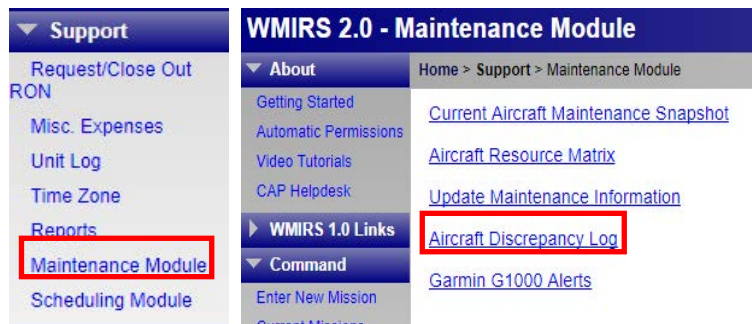 Support
Request/Close Out
RON
Misc. Expenses
Unit Log
Time Zone
Reports
Maintenance Module
Scheduling Module
WMIRS 2.0 - Maintenance Module
About
Getting Started
Automatic Permissions
Video Tutorials
CAP Helpdesk
WMIRS 1.0 Links
Command
Enter New Mission
Current Missions
Home > Support > Maintenance Module
Current Aircraft Maintenance Snapshot
Aircraft Resource Matrix
Update Maintenance Information
Aircraft Discrepancy Log
Garmin G1000 Alerts